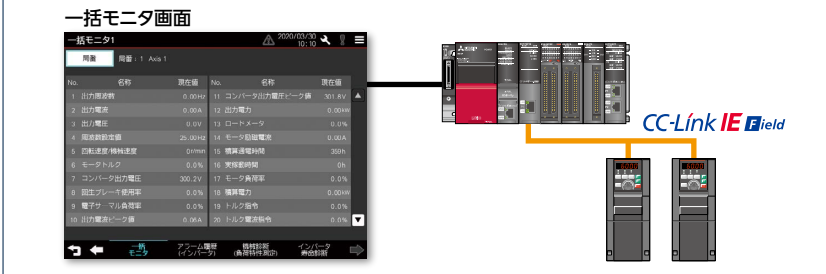 一括モニタ画面
一括モニタ1
2020/03/30
10:10
局番 局番：1 Axis 1
No. 名称 現在値 No. 名称 現在値
1 出力周波数 0.00Hz 11 コンバータ出力電圧ピーク値 301.8V
2 出力電流 0.00A 12 出力電力 0.00kW
3 出力電圧 0.0V 13 ロードメータ 0.0%
4 周波数設定値 25.00Hz 14 モータ励磁電流 0.00A
5 回転速度/機械速度 0r/min 15 積算通電時間 359h
6 モータトルク 0.0% 16 実稼動時間 0h
7 コンバータ出力電圧 300.2V 17 モータ負荷率 0.0%
8 回生ブレーキ使用率 0.0% 18 積算電力 0.00kW
9 電子サーマル負荷率 0.0% 19 トルク指令 0.0%
10 出力電流ピーク値 0.06A 20 トルク電流指令 0.0%
一括
モニタ
アラーム履歴
(インバータ)
機械診断
(負荷特性測定)
インバータ
寿命診断
CC-Link IE Field